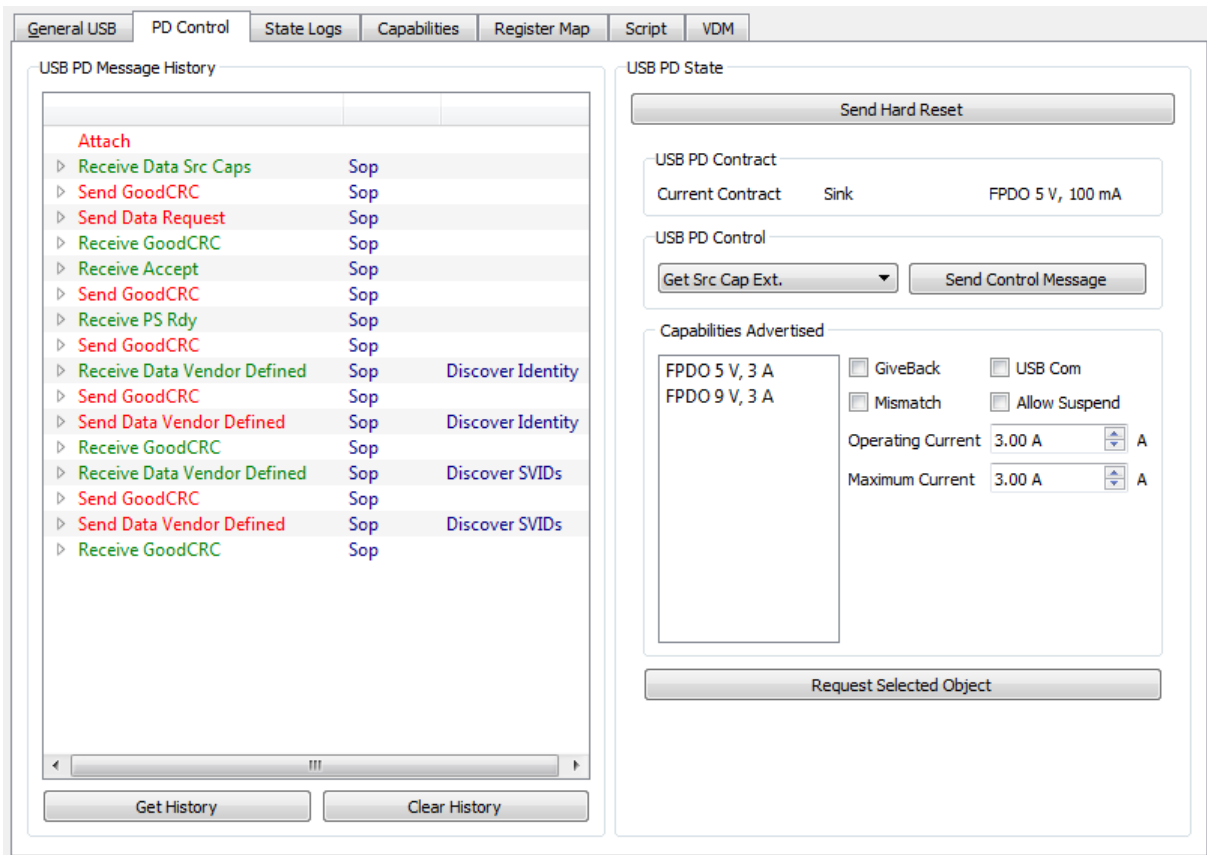 General USB PD Control State Logs Capabilities Register Map Script VDM
USB PD Message History
Attach
Receive Data Src Caps Sop
Send GoodCRC Sop
Send Data Request Sop
Receive GoodCRC Sop
Receive Accept Sop
Send GoodCRC Sop
Receive PS Rdy Sop
Send GoodCRC Sop
Receive Data Vendor Defined Sop Discover Identity
Send GoodCRC Sop
Send Data Vendor Defined Sop Discover Identity
Receive GoodCRC Sop
Receive Data Vendor Defined Sop Discover SVIDs
Send GoodCRC Sop
Send Data Vendor Defined Sop Discover SVIDs
Receive GoodCRC Sop
Get History Clear History
USB PD State
Send Hard Reset
USB PD Contract
Current Contract Sink FPDO 5 V, 100 mA
USB PD Control
Get Src Cap Ext. Send Control Message
Capabilities Advertised
FPDO 5 V, 3 A
FPDO 9 V, 3 A
GiveBack USB Com
Mismatch Allow Suspend
Operating Current 3.00 A A
Maximum Current 3.00 A A
Request Selected Object